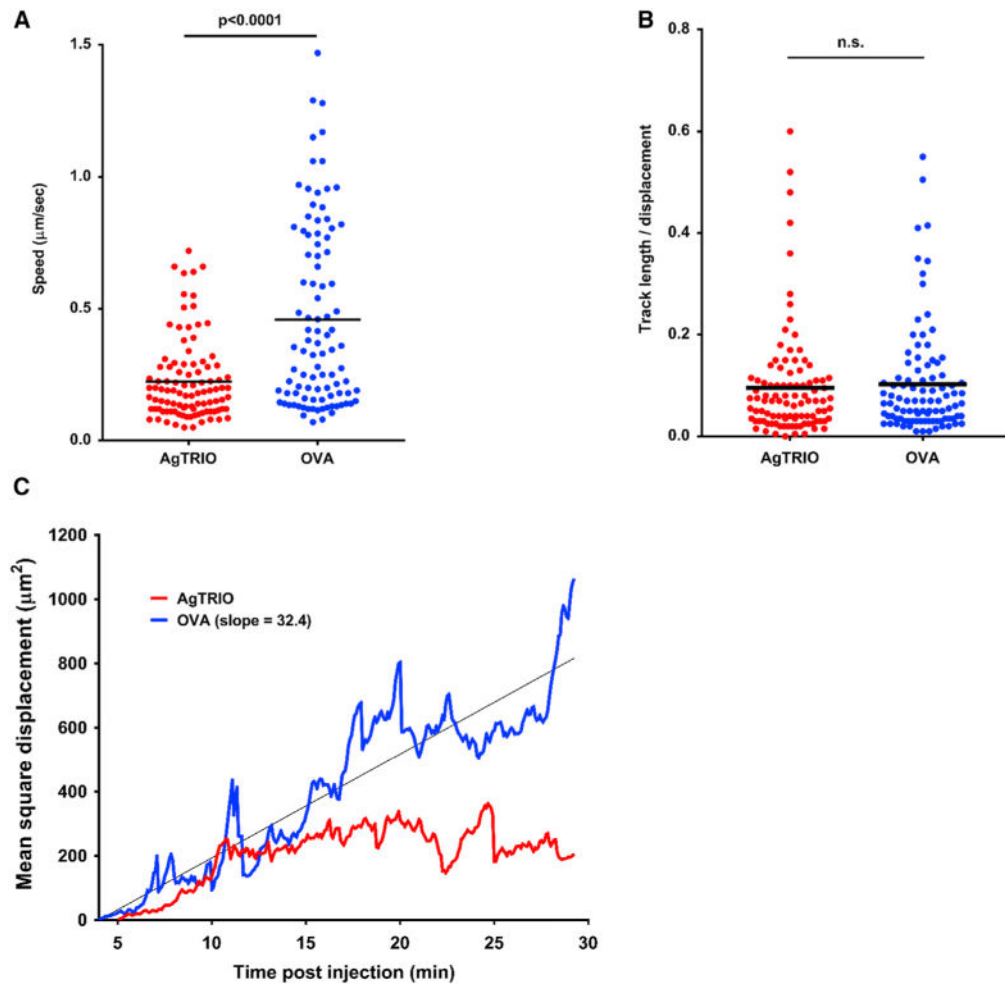 A
p<0.0001
1.5
1.0
0.5
0.0
Speed (μm/sec)
AgTRIO OVA
B
n.s.
0.8
0.6
0.4
0.2
0.0
Track length / displacement
AgTRIO OVA
C
1200
1000
800
600
400
200
0
Mean square displacement (μm²)
AgTRIO
OVA (slope = 32.4)
5 10 15 20 25 30
Time post injection (min)